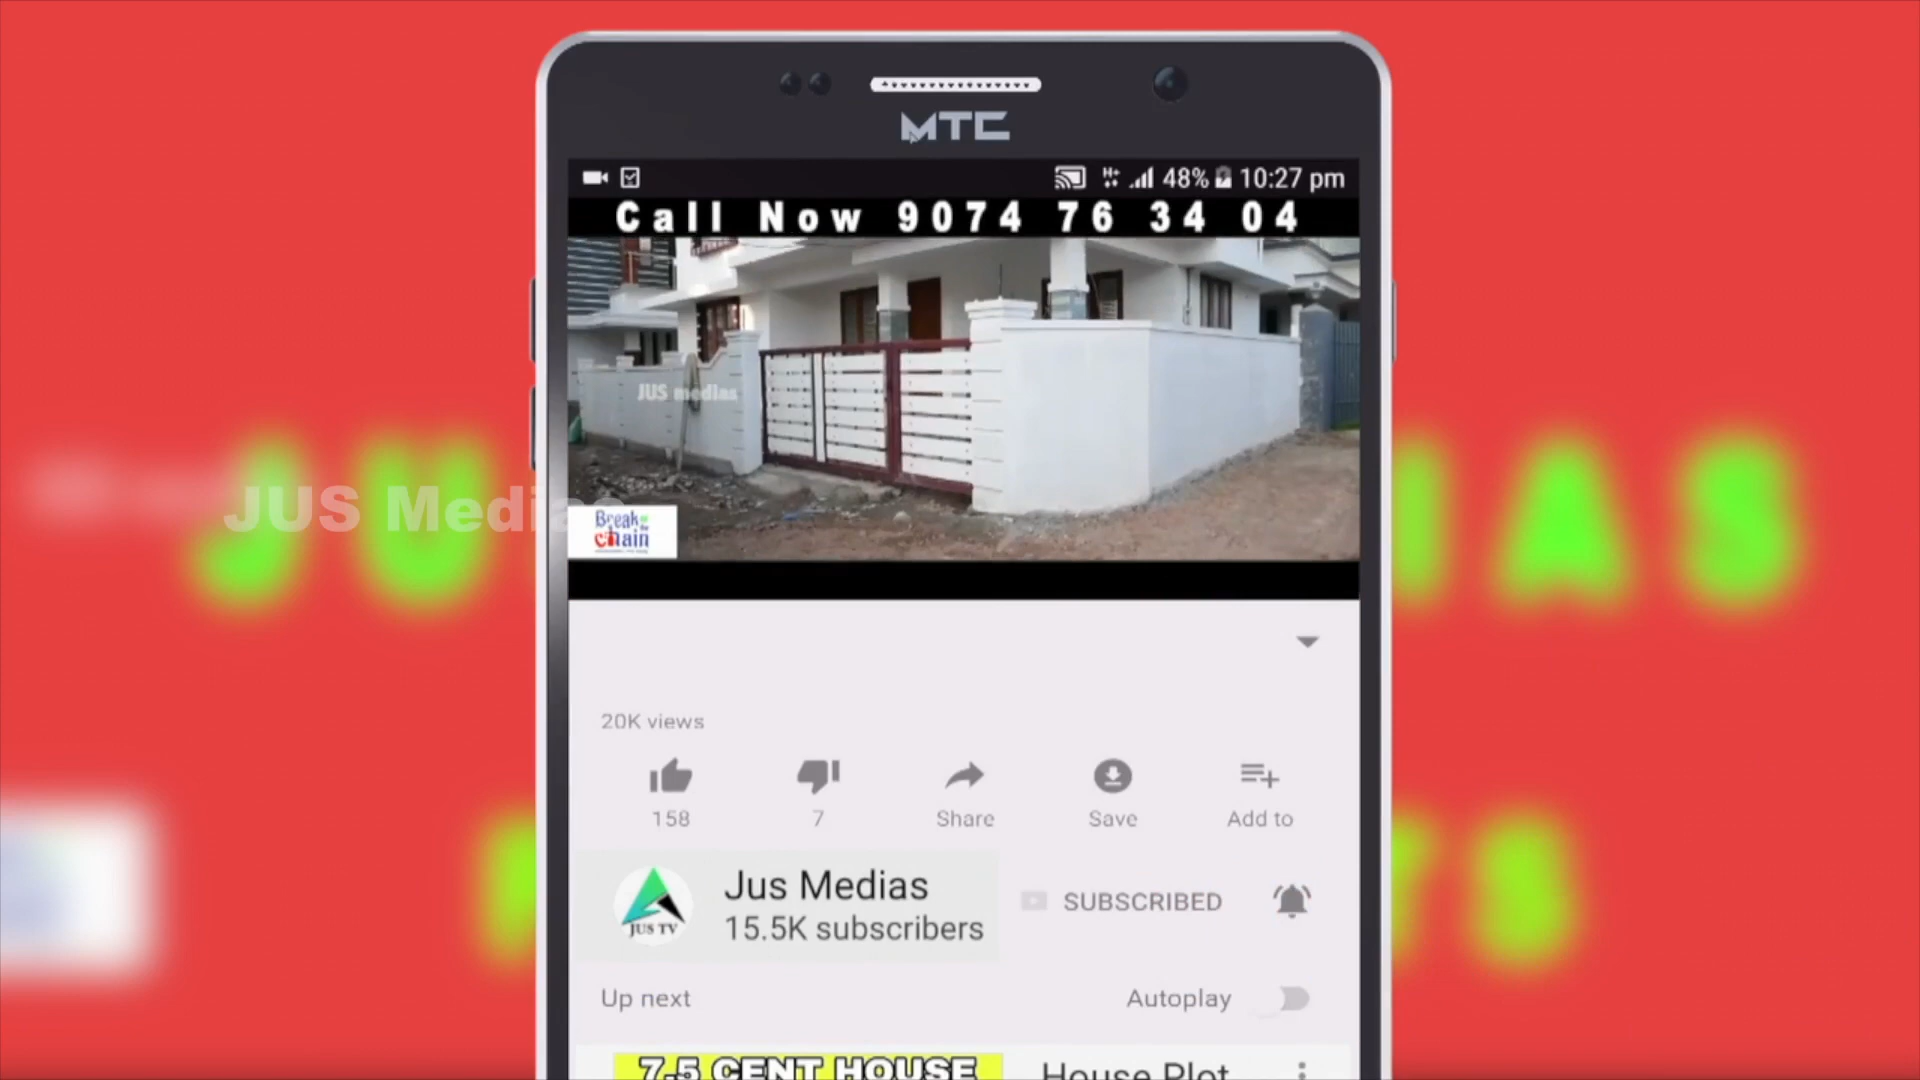 MTC
48% 10:27 pm
Call Now 9074 76 34 04
JUS medias
JUS Medias
Break the
chain
20K views
158
7
Share
Save
Add to
Jus Medias
15.5K subscribers
JUS TV
SUBSCRIBED
Up next
Autoplay
7.5 CENT HOUSE
House Plot